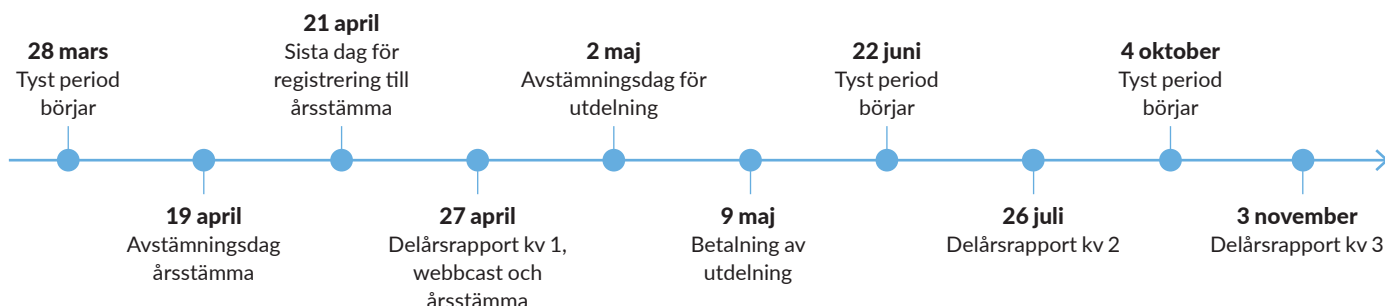 28 mars
Tyst period
börjar
19 april
Avstämningsdag
årsstämma
21 april
Sista dag för
registrering till
årsstämma
27 april
Delårsrapport kv 1,
webbcast och
årsstämma
2 maj
Avstämningsdag för
utdelning
9 maj
Betalning av
utdelning
22 juni
Tyst period
börjar
26 juli
Delårsrapport kv 2
4 oktober
Tyst period
börjar
3 november
Delårsrapport kv 3